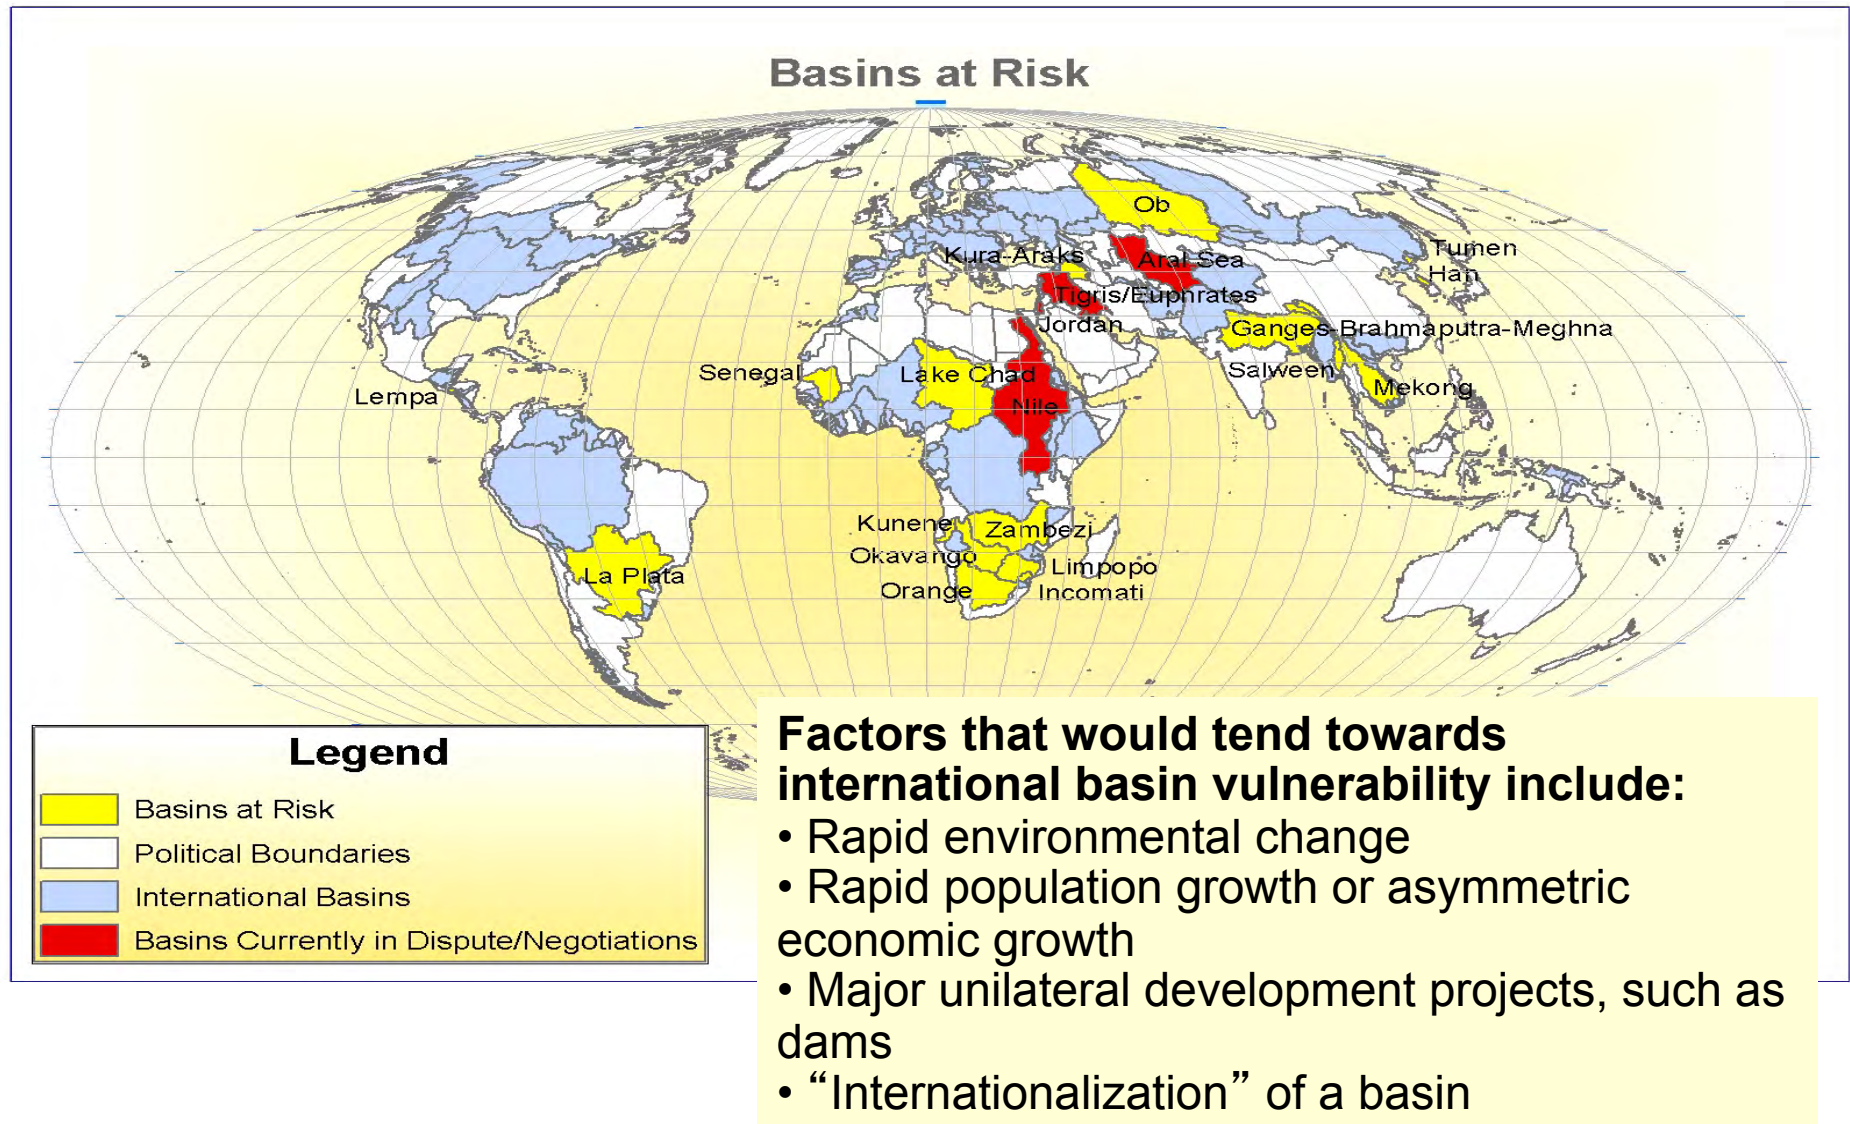 Basins at Risk
Ob
Tumen
Kura-Araks
Aral Sea
Han
Tigris/Euphrates
Jordan
Ganges-Brahmaputra-Meghna
Senegal
Lake Chad
Salween
Mekong
Lempa
Nile
Kunene
Zambezi
Okavango
Limpopo
La Plata
Orange
Incomati
Legend
Basins at Risk
Political Boundaries
International Basins
Basins Currently in Dispute/Negotiations
Factors that would tend towards
international basin vulnerability include:
• Rapid environmental change
• Rapid population growth or asymmetric
economic growth
• Major unilateral development projects, such as
dams
• “Internationalization” of a basin